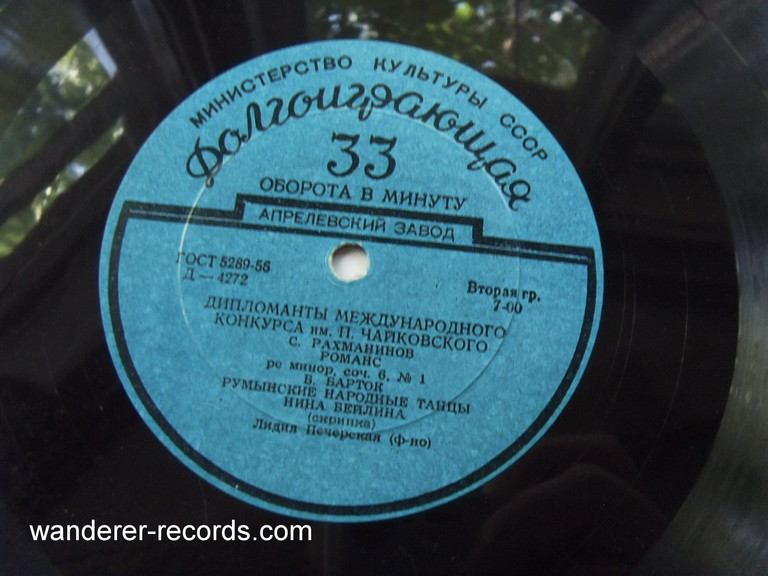 МИНИСТЕРСТВО КУЛЬТУРЫ СССР
Долгоиграющая
33
ОБОРОТА В МИНУТУ
АПРЕЛЕВСКИЙ ЗАВОД
ГОСТ 5289-56
Д — 4272
Вторая гр.
7-00
ДИПЛОМАНТЫ МЕЖДУНАРОДНОГО
КОНКУРСА им. П. ЧАЙКОВСКОГО
С. РАХМАНИНОВ
РОМАНС
ре минор, соч. 6, № 1
Б. БАРТОК
РУМЫНСКИЕ НАРОДНЫЕ ТАНЦЫ
НИНА БЕЙЛИНА
(скрипка)
Лидия Печерская (ф-но)
wanderer-records.com